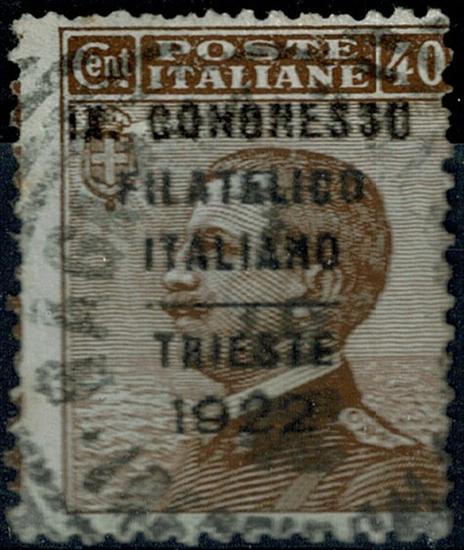 Cent POSTE ITALIANE 40
IX. CONGRESSO
FILATELICO
ITALIANO
TRIESTE
1922